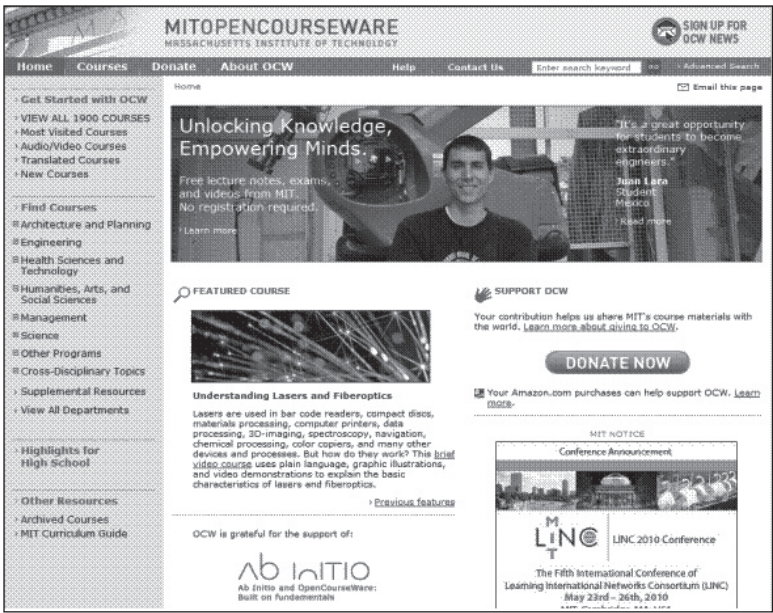 MITOPENCOURSEWARE
MASSACHUSETTS INSTITUTE OF TECHNOLOGY
SIGN UP FOR
OCW NEWS
Home Courses Donate About OCW Help Contact Us Enter search keyword GO Advanced Search
Get Started with OCW
VIEW ALL 1900 COURSES
Most Visited Courses
Audio/Video Courses
Translated Courses
New Courses
Find Courses
Architecture and Planning
Engineering
Health Sciences and
Technology
Humanities, Arts, and
Social Sciences
Management
Science
Other Programs
Cross-Disciplinary Topics
Supplemental Resources
View All Departments
Highlights for
High School
Other Resources
Archived Courses
MIT Curriculum Guide
Home
Email this page
Unlocking Knowledge,
Empowering Minds.
Free lecture notes, exams,
and videos from MIT.
No registration required.
Learn more
"It's a great opportunity
for students to become
extraordinary
engineers."
Juan Lara
Student
Mexico
Read more
FEATURED COURSE
Understanding Lasers and Fiberoptics
Lasers are used in bar code readers, compact discs,
materials processing, computer printers, data
processing, 3D-imaging, spectroscopy, navigation,
chemical processing, color copiers, and many other
devices and processes. But how do they work? This brief
video course uses plain language, graphic illustrations,
and video demonstrations to explain the basic
characteristics of lasers and fiberoptics.
Previous features
OCW is grateful for the support of:
Ab Initio
Ab Initio and OpenCourseWare:
Built on fundamentals
SUPPORT OCW
Your contribution helps us share MIT's course materials with
the world. Learn more about giving to OCW.
DONATE NOW
Your Amazon.com purchases can help support OCW. Learn
more.
MIT NOTICE
Conference Announcement
MIT
LINC
LINC 2010 Conference
The Fifth International Conference of
Learning International Networks Consortium (LINC)
May 23rd – 26th, 2010